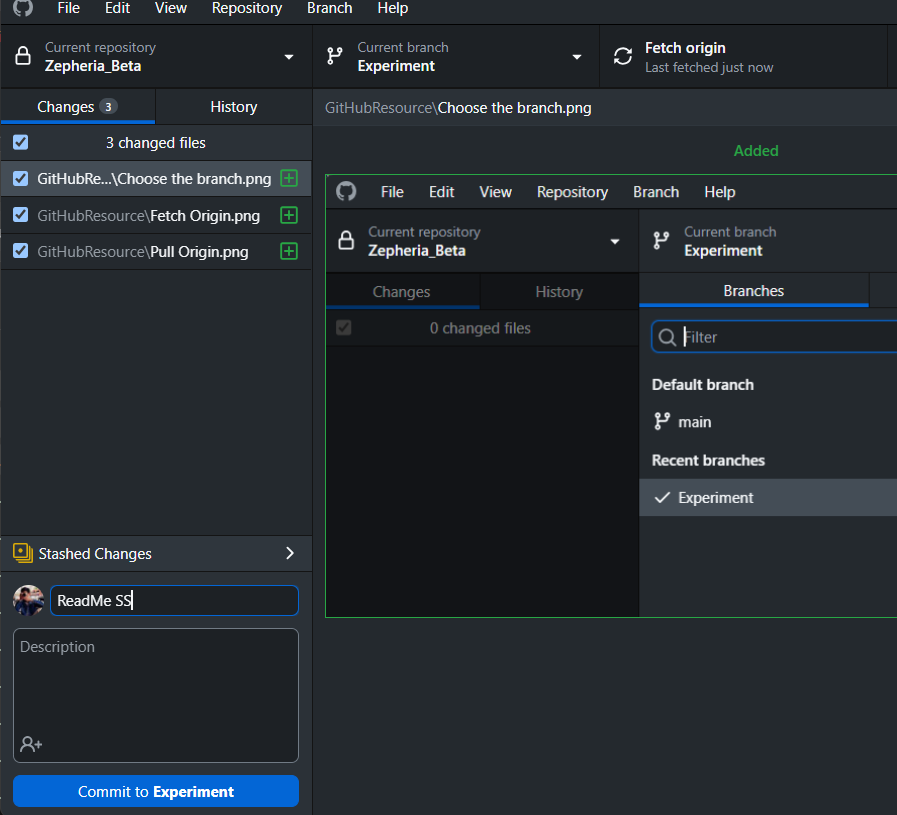 File Edit View Repository Branch Help
Current repository
Zepheria_Beta
Current branch
Experiment
Fetch origin
Last fetched just now
Changes 3
History
3 changed files
GitHubRe...\Choose the branch.png
GitHubResource\Fetch Origin.png
GitHubResource\Pull Origin.png
Stashed Changes
ReadMe SS
Description
Commit to Experiment
GitHubResource\Choose the branch.png
Added
File Edit View Repository Branch Help
Current repository
Zepheria_Beta
Current branch
Experiment
Changes
History
0 changed files
Branches
Filter
Default branch
main
Recent branches
Experiment